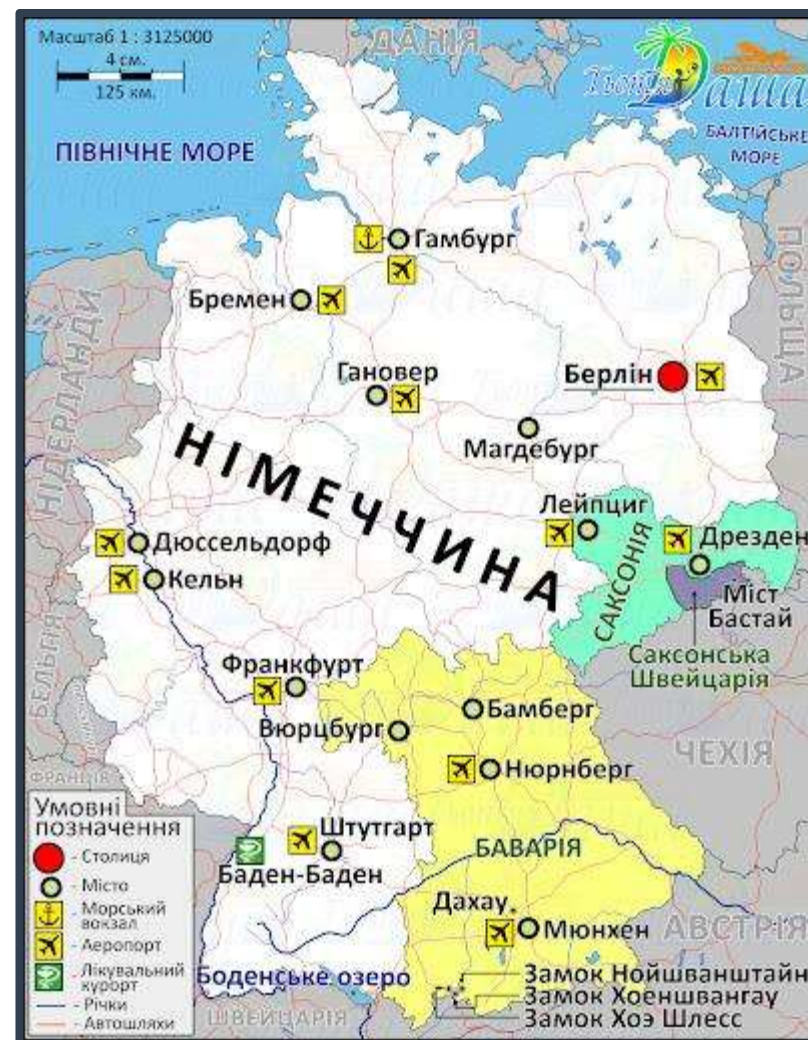 Масштаб 1 : 3125000
4 см.
125 км.
ДАНІЯ
Даша
ПІВНІЧНЕ МОРЕ
БАЛТІЙСЬКЕ
МОРЕ
Гамбург
Бремен
ПОЛЬЩА
НІДЕРЛАНДИ
Гановер
Берлін
Магдебург
НІМЕЧЧИНА
Лейпциг
Дюссельдорф
Дрезден
Кельн
САКСОНІЯ
Міст
Бастай
Саксонська
Швейцарія
БЕЛЬГІЯ
Франкфурт
Бамберг
Вюрцбург
ЧЕХІЯ
Нюрнберг
ФРАНЦІЯ
Умовні
позначення
- Столиця
- Місто
- Морський
вокзал
- Аеропорт
- Лікувальний
курорт
- Річки
- Автошляхи
Штутгарт
Баден-Баден
БАВАРІЯ
Дахау
Мюнхен
АВСТРІЯ
Боденське озеро
Замок Нойшванштайн
Замок Хоеншвангау
Замок Хоэ Шлесс
ШВЕЙЦАРІЯ